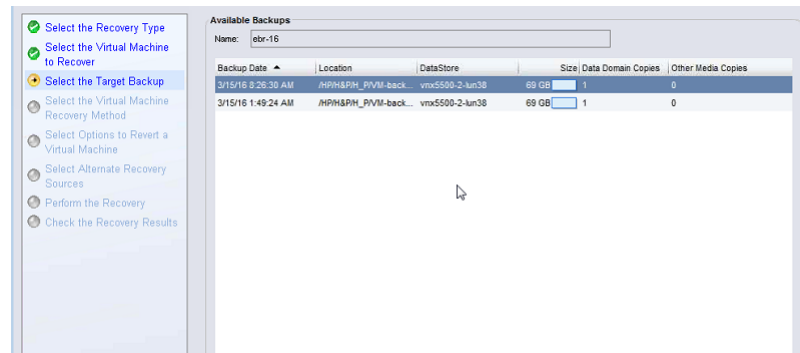 Select the Recovery Type
Select the Virtual Machine
to Recover
Select the Target Backup
Select the Virtual Machine
Recovery Method
Select Options to Revert a
Virtual Machine
Select Alternate Recovery
Sources
Perform the Recovery
Check the Recovery Results
Available Backups
Name: ebr-16
Backup Date Location DataStore Size Data Domain Copies Other Media Copies
3/15/16 8:26:30 AM /HP/H&P/H_P/VM-back... vnx5500-2-lun38 69 GB 1 0
3/15/16 1:49:24 AM /HP/H&P/H_P/VM-back... vnx5500-2-lun38 69 GB 1 0